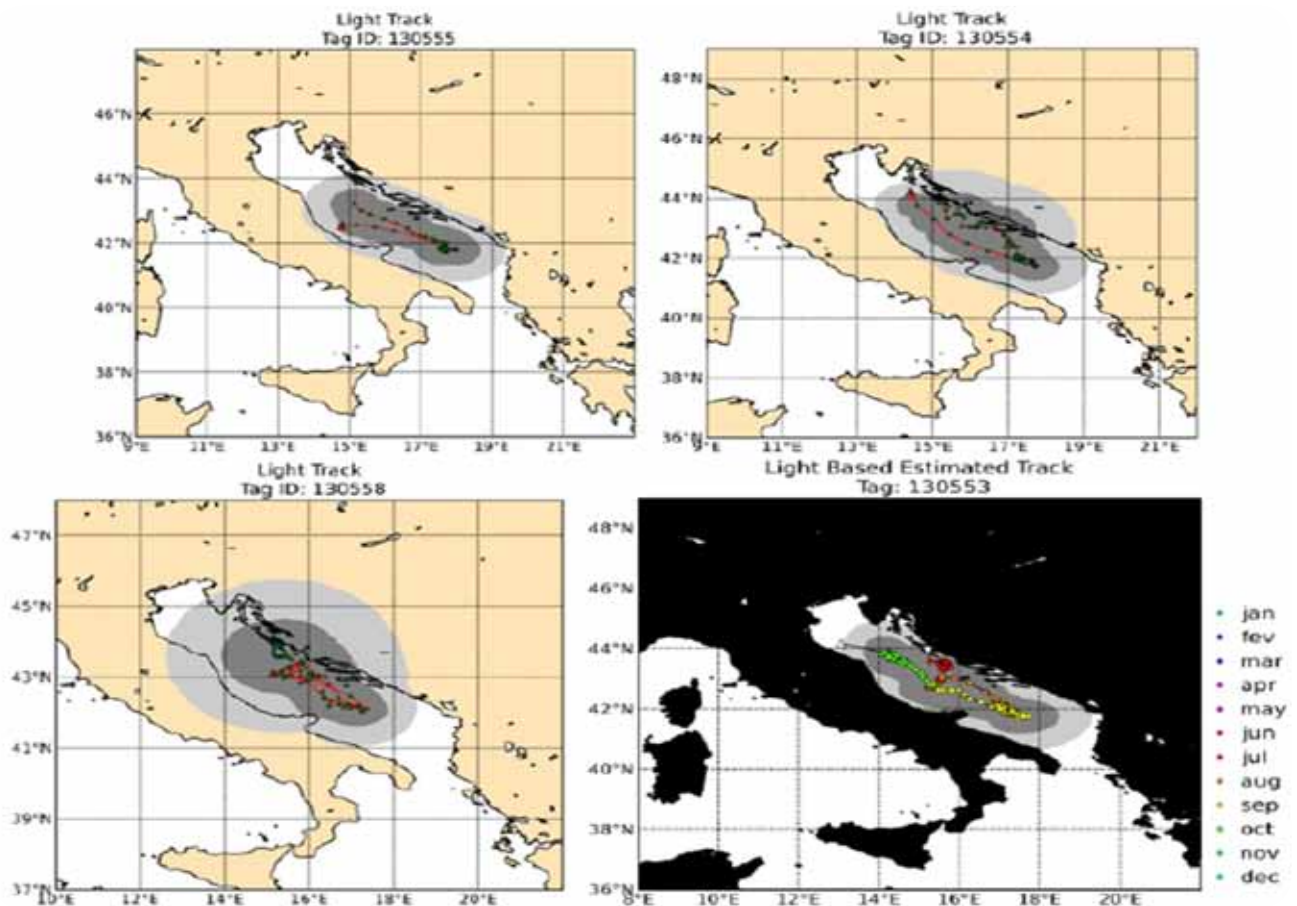 Light Track
Tag ID: 130555
46°N
44°N
42°N
40°N
38°N
36°N
9°E 11°E 13°E 15°E 17°E 19°E 21°E
Light Track
Tag ID: 130554
48°N
46°N
44°N
42°N
40°N
38°N
36°N
9°E 11°E 13°E 15°E 17°E 19°E 21°E
Light Track
Tag ID: 130558
47°N
45°N
43°N
41°N
39°N
37°N
10°E 12°E 14°E 16°E 18°E 20°E
Light Based Estimated Track
Tag: 130553
48°N
46°N
44°N
42°N
40°N
38°N
36°N
8°E 10°E 12°E 14°E 16°E 18°E 20°E
jan
fev
mar
apr
may
jun
jul
aug
sep
oct
nov
dec